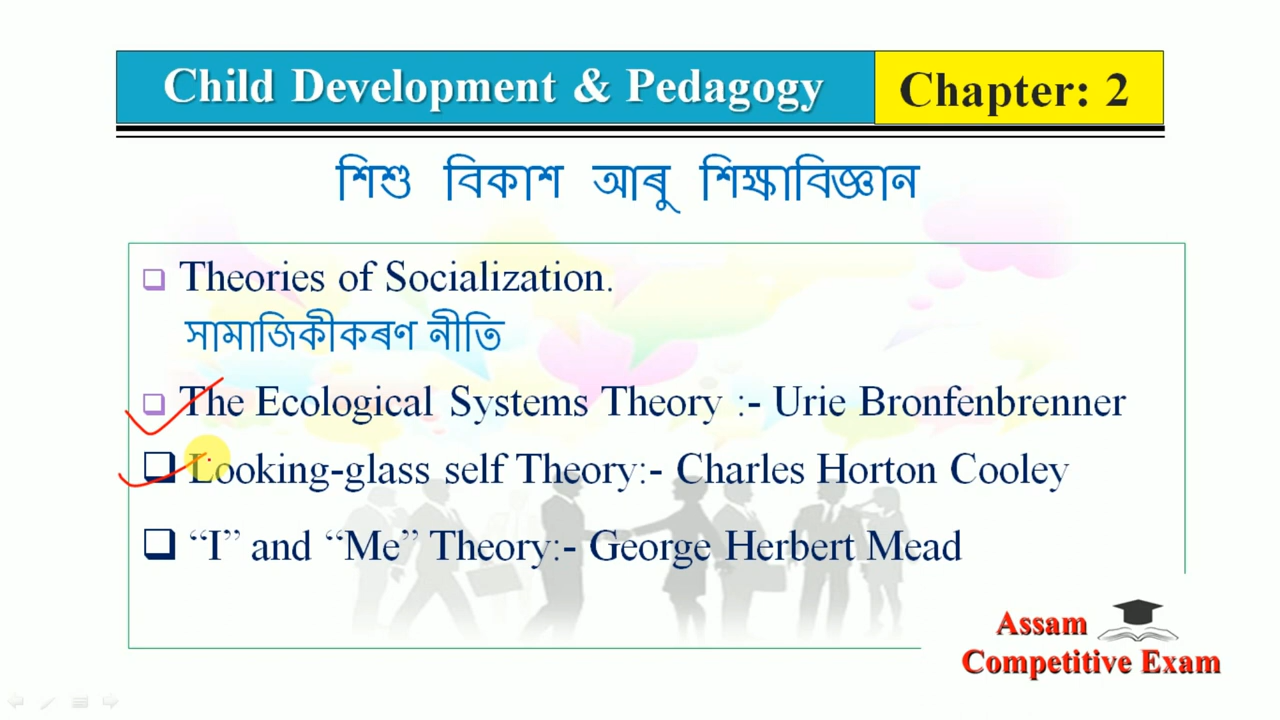 Child Development & Pedagogy
Chapter: 2
শিশু বিকাশ আৰু শিক্ষাবিজ্ঞান
Theories of Socialization.
সামাজিকীকৰণ নীতি
The Ecological Systems Theory :- Urie Bronfenbrenner
Looking-glass self Theory:- Charles Horton Cooley
“I” and “Me” Theory:- George Herbert Mead
Assam
Competitive Exam